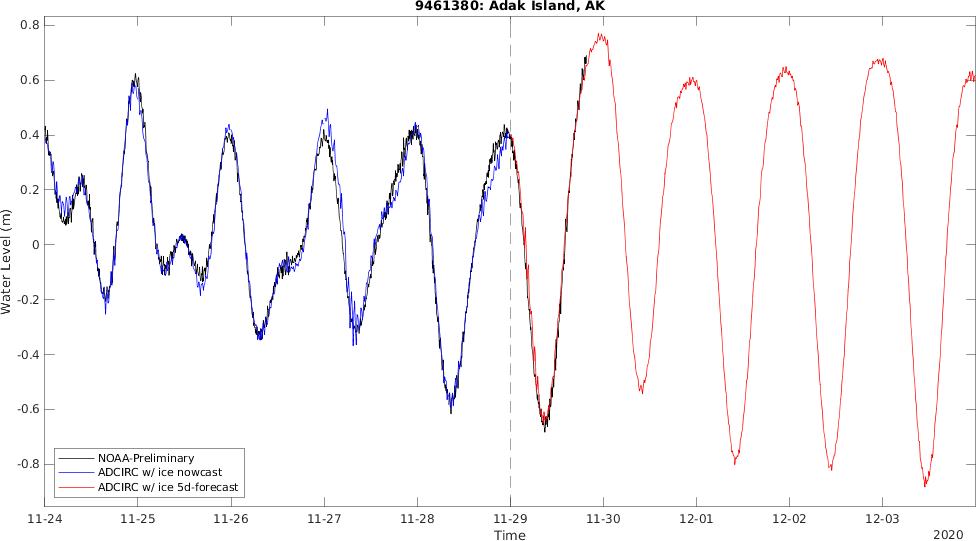 9461380: Adak Island, AK
0.8
0.6
0.4
0.2
0
-0.2
-0.4
-0.6
-0.8
Water Level (m)
NOAA-Preliminary
ADCIRC w/ ice nowcast
ADCIRC w/ ice 5d-forecast
11-24 11-25 11-26 11-27 11-28 11-29 11-30 12-01 12-02 12-03
Time
2020